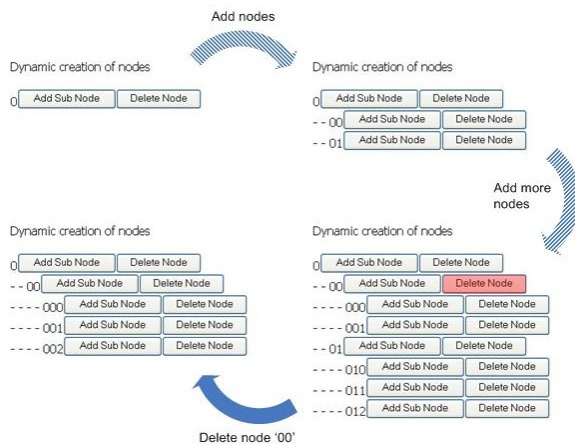 Add nodes
Dynamic creation of nodes
0 Add Sub Node Delete Node
Dynamic creation of nodes
0 Add Sub Node Delete Node
- - 00 Add Sub Node Delete Node
- - 01 Add Sub Node Delete Node
Add more
nodes
Dynamic creation of nodes
0 Add Sub Node Delete Node
- - 00 Add Sub Node Delete Node
- - - - 000 Add Sub Node Delete Node
- - - - 001 Add Sub Node Delete Node
- - - - 002 Add Sub Node Delete Node
Dynamic creation of nodes
0 Add Sub Node Delete Node
- - 00 Add Sub Node Delete Node
- - - - 000 Add Sub Node Delete Node
- - - - 001 Add Sub Node Delete Node
- - 01 Add Sub Node Delete Node
- - - - 010 Add Sub Node Delete Node
- - - - 011 Add Sub Node Delete Node
- - - - 012 Add Sub Node Delete Node
Delete node ‘00’